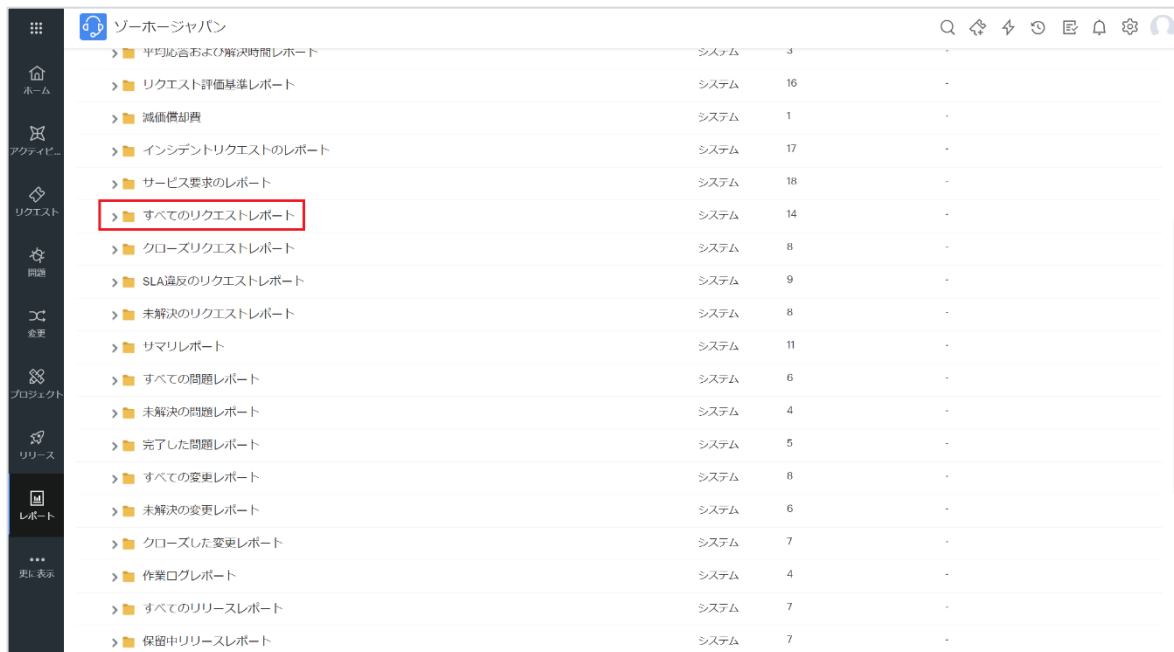 ゾーホージャパン
平均応答および解決時間レポート システム 3 -
リクエスト評価基準レポート システム 16 -
減価償却費 システム 1 -
インシデントリクエストのレポート システム 17 -
サービス要求のレポート システム 18 -
すべてのリクエストレポート システム 14 -
クローズリクエストレポート システム 8 -
SLA違反のリクエストレポート システム 9 -
未解決のリクエストレポート システム 8 -
サマリレポート システム 11 -
すべての問題レポート システム 6 -
未解決の問題レポート システム 4 -
完了した問題レポート システム 5 -
すべての変更レポート システム 8 -
未解決の変更レポート システム 6 -
クローズした変更レポート システム 7 -
作業ログレポート システム 4 -
すべてのリリースレポート システム 7 -
保留中リリースレポート システム 7 -
ホーム
アクティビ...
リクエスト
問題
変更
プロジェクト
リリース
レポート
更に表示